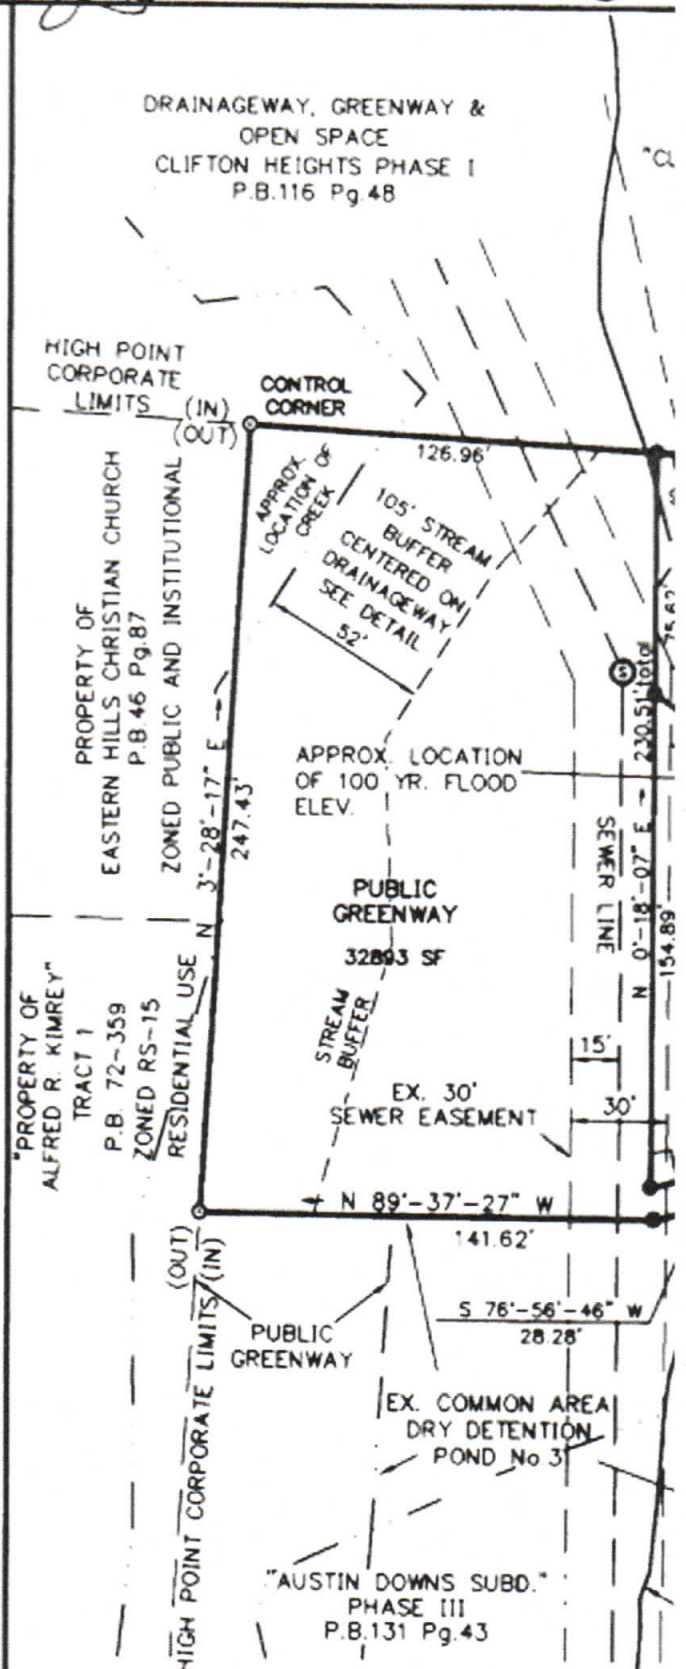 DRAINAGEWAY, GREENWAY &
OPEN SPACE
CLIFTON HEIGHTS PHASE I
P.B.116 Pg.48
"CL
HIGH POINT
CORPORATE
LIMITS
(IN)
(OUT)
CONTROL
CORNER
126.96'
APPROX.
LOCATION OF
CREEK
105' STREAM
BUFFER
CENTERED ON
DRAINAGEWAY
SEE DETAIL
52'
PROPERTY OF
EASTERN HILLS CHRISTIAN CHURCH
P.B.46 Pg.87
ZONED PUBLIC AND INSTITUTIONAL
N 3'-28'-17" E
247.43'
S
75.62'
230.51' total
APPROX. LOCATION
OF 100 YR. FLOOD
ELEV.
SEWER LINE
N 0'-18'-07" E
154.89'
PUBLIC
GREENWAY
32893 SF
STREAM
BUFFER
"PROPERTY OF
ALFRED R. KIMREY"
TRACT 1
P.B. 72-359
ZONED RS-15
RESIDENTIAL USE
15'
EX. 30'
SEWER EASEMENT
30'
N 89'-37'-27" W
141.62'
(OUT)
(IN)
HIGH POINT CORPORATE LIMITS
PUBLIC
GREENWAY
S 76'-56'-46" W
28.28'
EX. COMMON AREA
DRY DETENTION
POND No.3
"AUSTIN DOWNS SUBD."
PHASE III
P.B.131 Pg.43